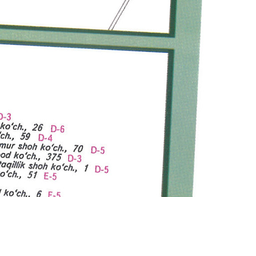 D-3
ko'ch., 26 D-6
'ch., 59 D-4
mur shoh ko'ch., 70 D-5
od ko'ch., 375 D-3
taqillik shoh ko'ch., 1 D-5
o'ch., 51 E-5
ko'ch., 6 E-5